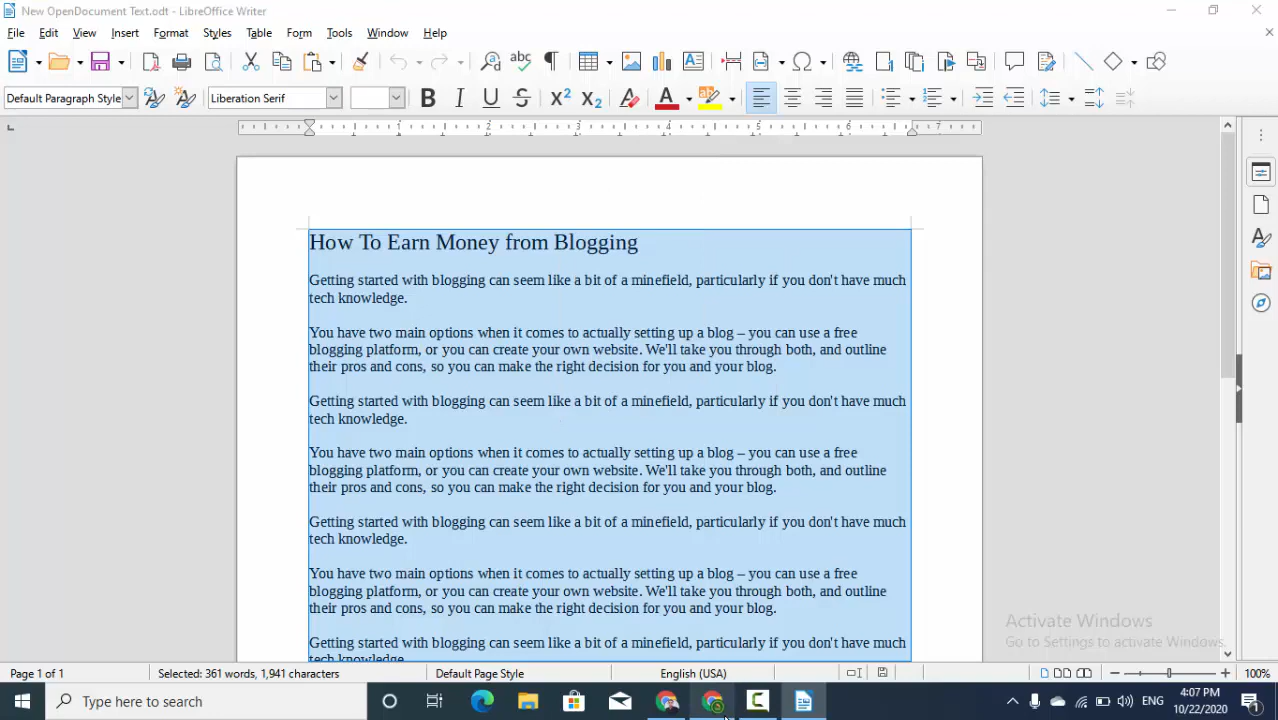 New OpenDocument Text.odt - LibreOffice Writer
File Edit View Insert Format Styles Table Form Tools Window Help
Default Paragraph Style
Liberation Serif
1 1 2 3 4 5 6 7
How To Earn Money from Blogging
Getting started with blogging can seem like a bit of a minefield, particularly if you don't have much
tech knowledge.
You have two main options when it comes to actually setting up a blog – you can use a free
blogging platform, or you can create your own website. We'll take you through both, and outline
their pros and cons, so you can make the right decision for you and your blog.
Getting started with blogging can seem like a bit of a minefield, particularly if you don't have much
tech knowledge.
You have two main options when it comes to actually setting up a blog – you can use a free
blogging platform, or you can create your own website. We'll take you through both, and outline
their pros and cons, so you can make the right decision for you and your blog.
Getting started with blogging can seem like a bit of a minefield, particularly if you don't have much
tech knowledge.
You have two main options when it comes to actually setting up a blog – you can use a free
blogging platform, or you can create your own website. We'll take you through both, and outline
their pros and cons, so you can make the right decision for you and your blog.
Getting started with blogging can seem like a bit of a minefield, particularly if you don't have much
tech knowledge.
Activate Windows
Go to Settings to activate Windows.
Page 1 of 1 Selected: 361 words, 1,941 characters Default Page Style English (USA) 100%
Type here to search
ENG
4:07 PM
10/22/2020